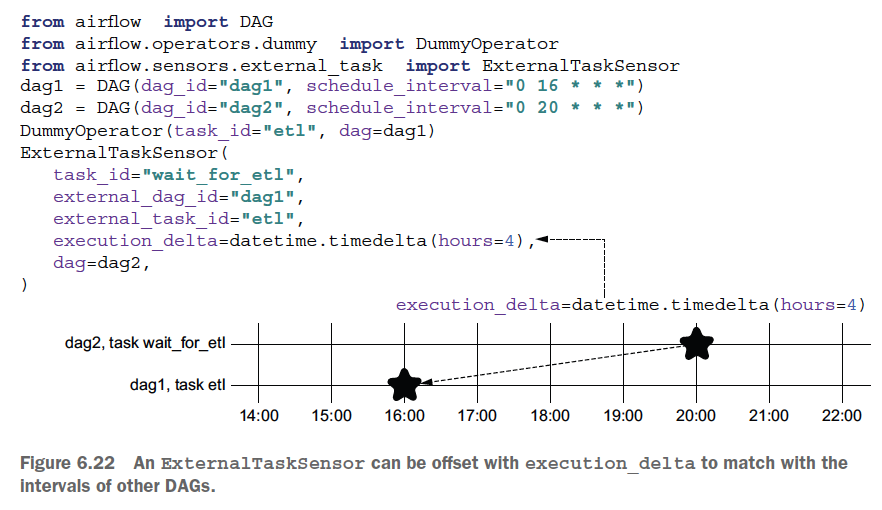 from airflow  import DAG
from airflow.operators.dummy  import DummyOperator
from airflow.sensors.external_task  import ExternalTaskSensor
dag1 = DAG(dag_id="dag1", schedule_interval="0 16 * * *")
dag2 = DAG(dag_id="dag2", schedule_interval="0 20 * * *")
DummyOperator(task_id="etl", dag=dag1)
ExternalTaskSensor(
   task_id="wait_for_etl",
   external_dag_id="dag1",
   external_task_id="etl",
   execution_delta=datetime.timedelta(hours=4),
   dag=dag2,
)
execution_delta=datetime.timedelta(hours=4)
dag2, task wait_for_etl
dag1, task etl
14:00 15:00 16:00 17:00 18:00 19:00 20:00 21:00 22:00
Figure 6.22 An ExternalTaskSensor can be offset with execution_delta to match with the
intervals of other DAGs.